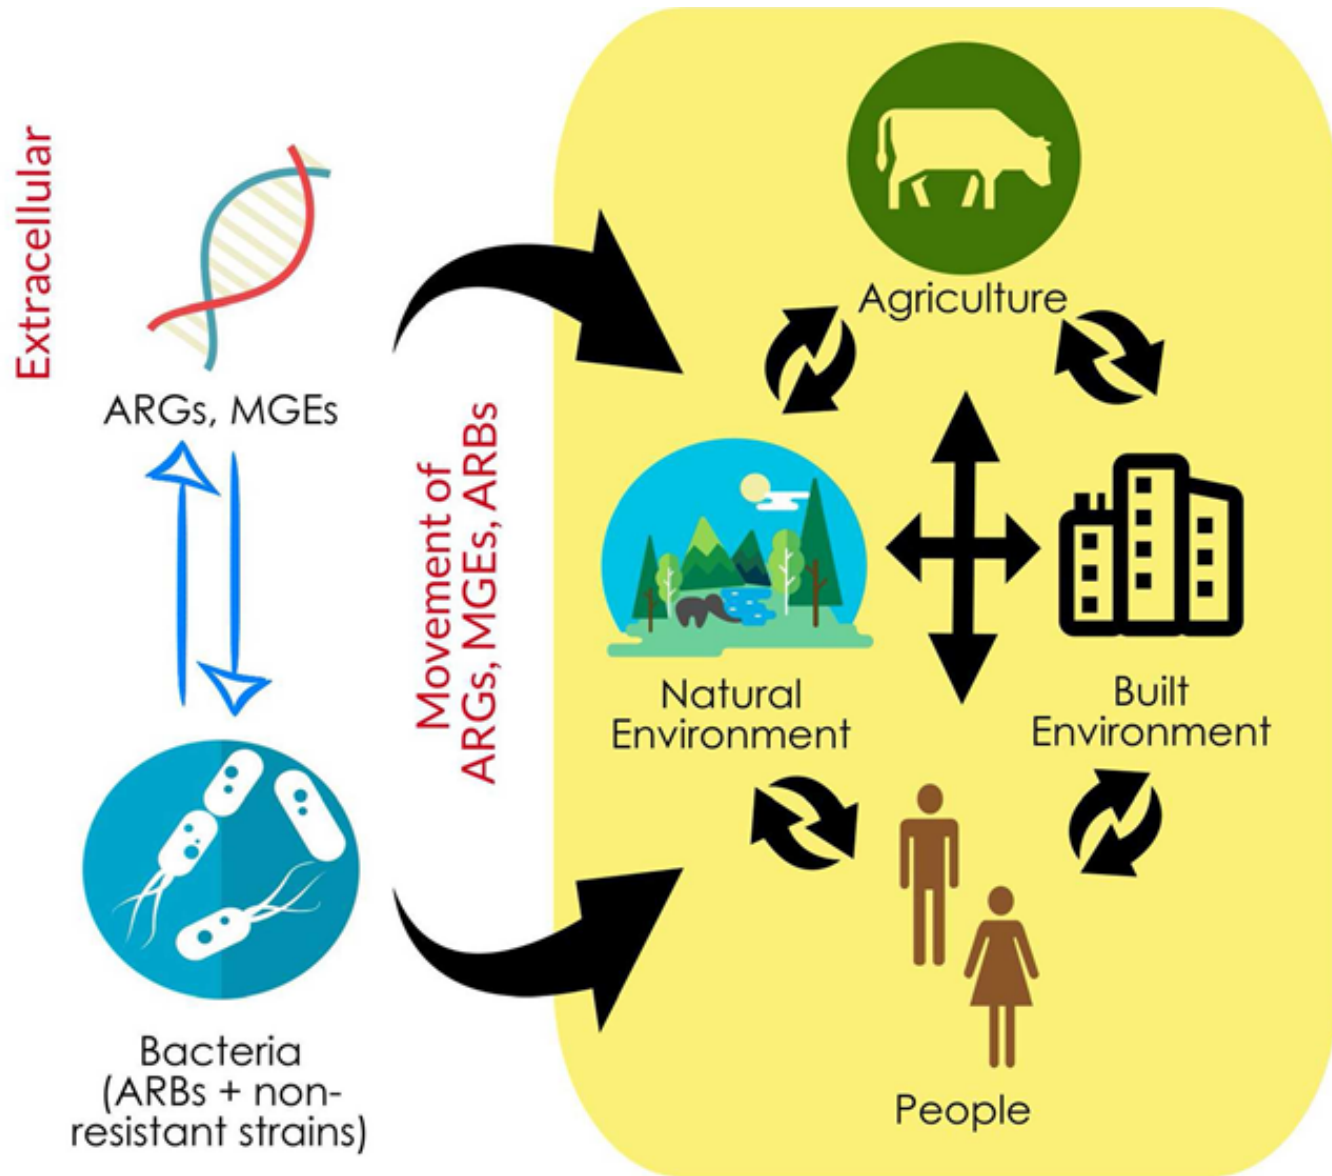 Extracellular
ARGs, MGEs
Movement of
ARGs, MGEs, ARBs
Bacteria
(ARBs + non-
resistant strains)
Agriculture
Natural
Environment
Built
Environment
People